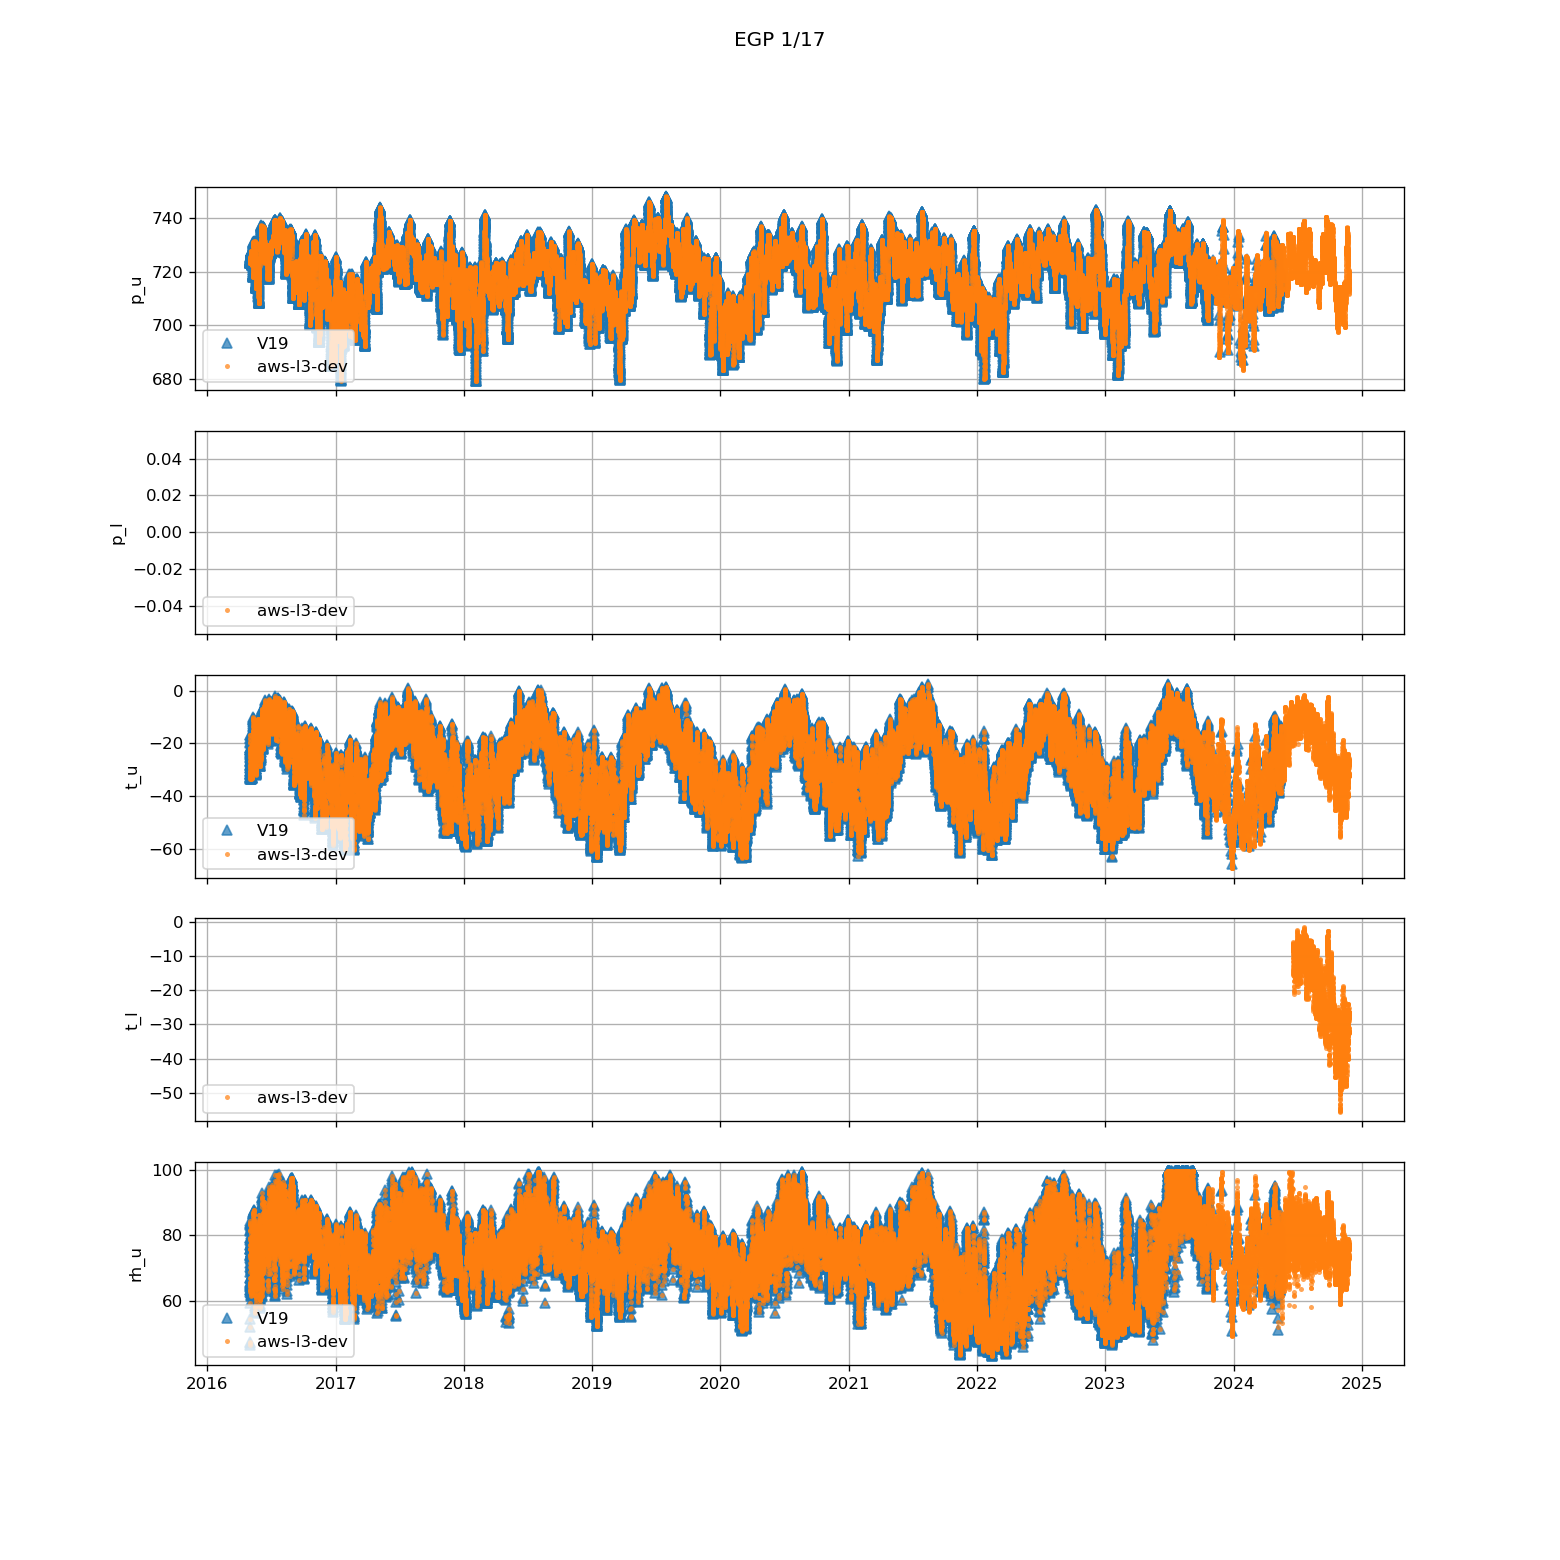 EGP 1/17
740
720
700
680
p_u
V19
aws-l3-dev
0.04
0.02
0.00
−0.02
−0.04
p_l
aws-l3-dev
0
−20
−40
−60
t_u
V19
aws-l3-dev
0
−10
−20
−30
−40
−50
t_l
aws-l3-dev
100
80
60
rh_u
V19
aws-l3-dev
2016 2017 2018 2019 2020 2021 2022 2023 2024 2025